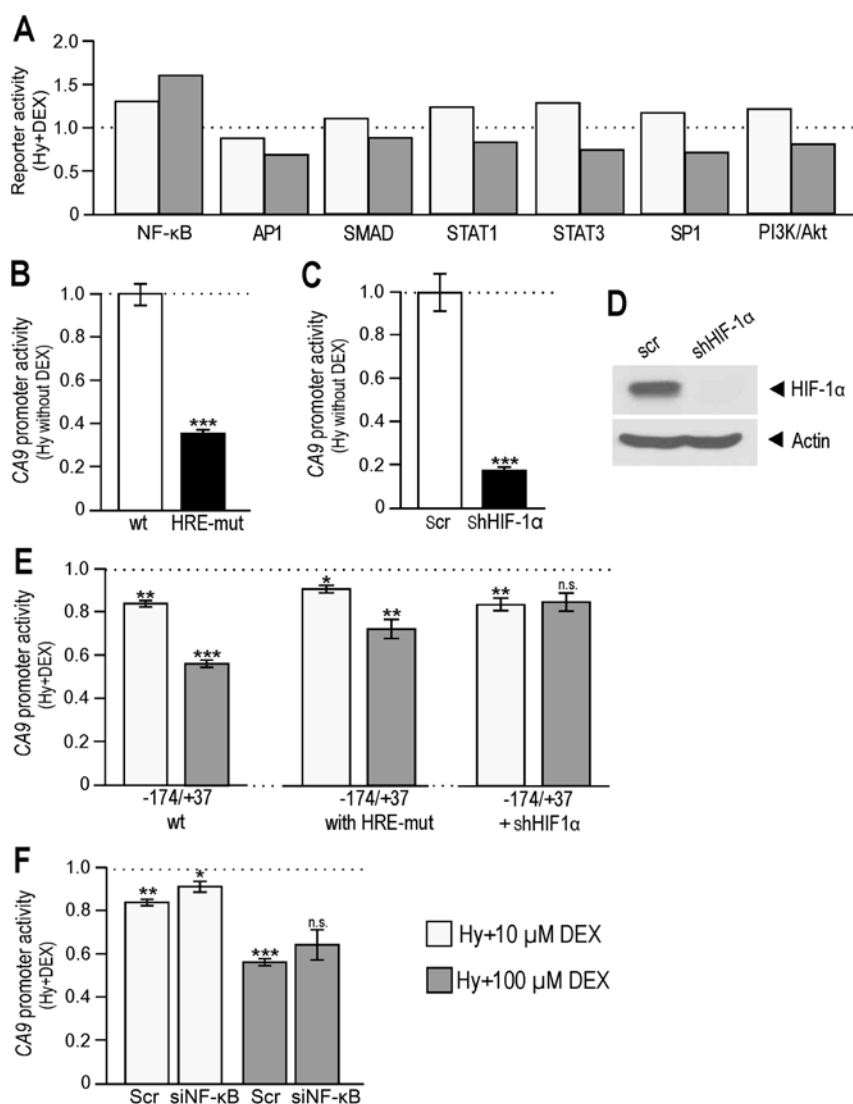 A
Reporter activity
(Hy+DEX)
2.0
1.5
1.0
0.5
0
NF-κB AP1 SMAD STAT1 STAT3 SP1 PI3K/Akt
B
CA9 promoter activity
(Hy without DEX)
1.0
0.8
0.6
0.4
0.2
0
***
wt HRE-mut
C
CA9 promoter activity
(Hy without DEX)
1.0
0.8
0.6
0.4
0.2
0
***
Scr ShHIF-1α
D
scr shHIF-1α
HIF-1α
Actin
E
CA9 promoter activity
(Hy+DEX)
1.0
0.8
0.6
0.4
0.2
0
** *** * ** ** n.s.
-174/+37 -174/+37 -174/+37
wt with HRE-mut + shHIF1α
F
CA9 promoter activity
(Hy+DEX)
1.0
0.8
0.6
0.4
0.2
0
** * *** n.s.
Scr siNF-κB Scr siNF-κB
Hy+10 µM DEX
Hy+100 µM DEX